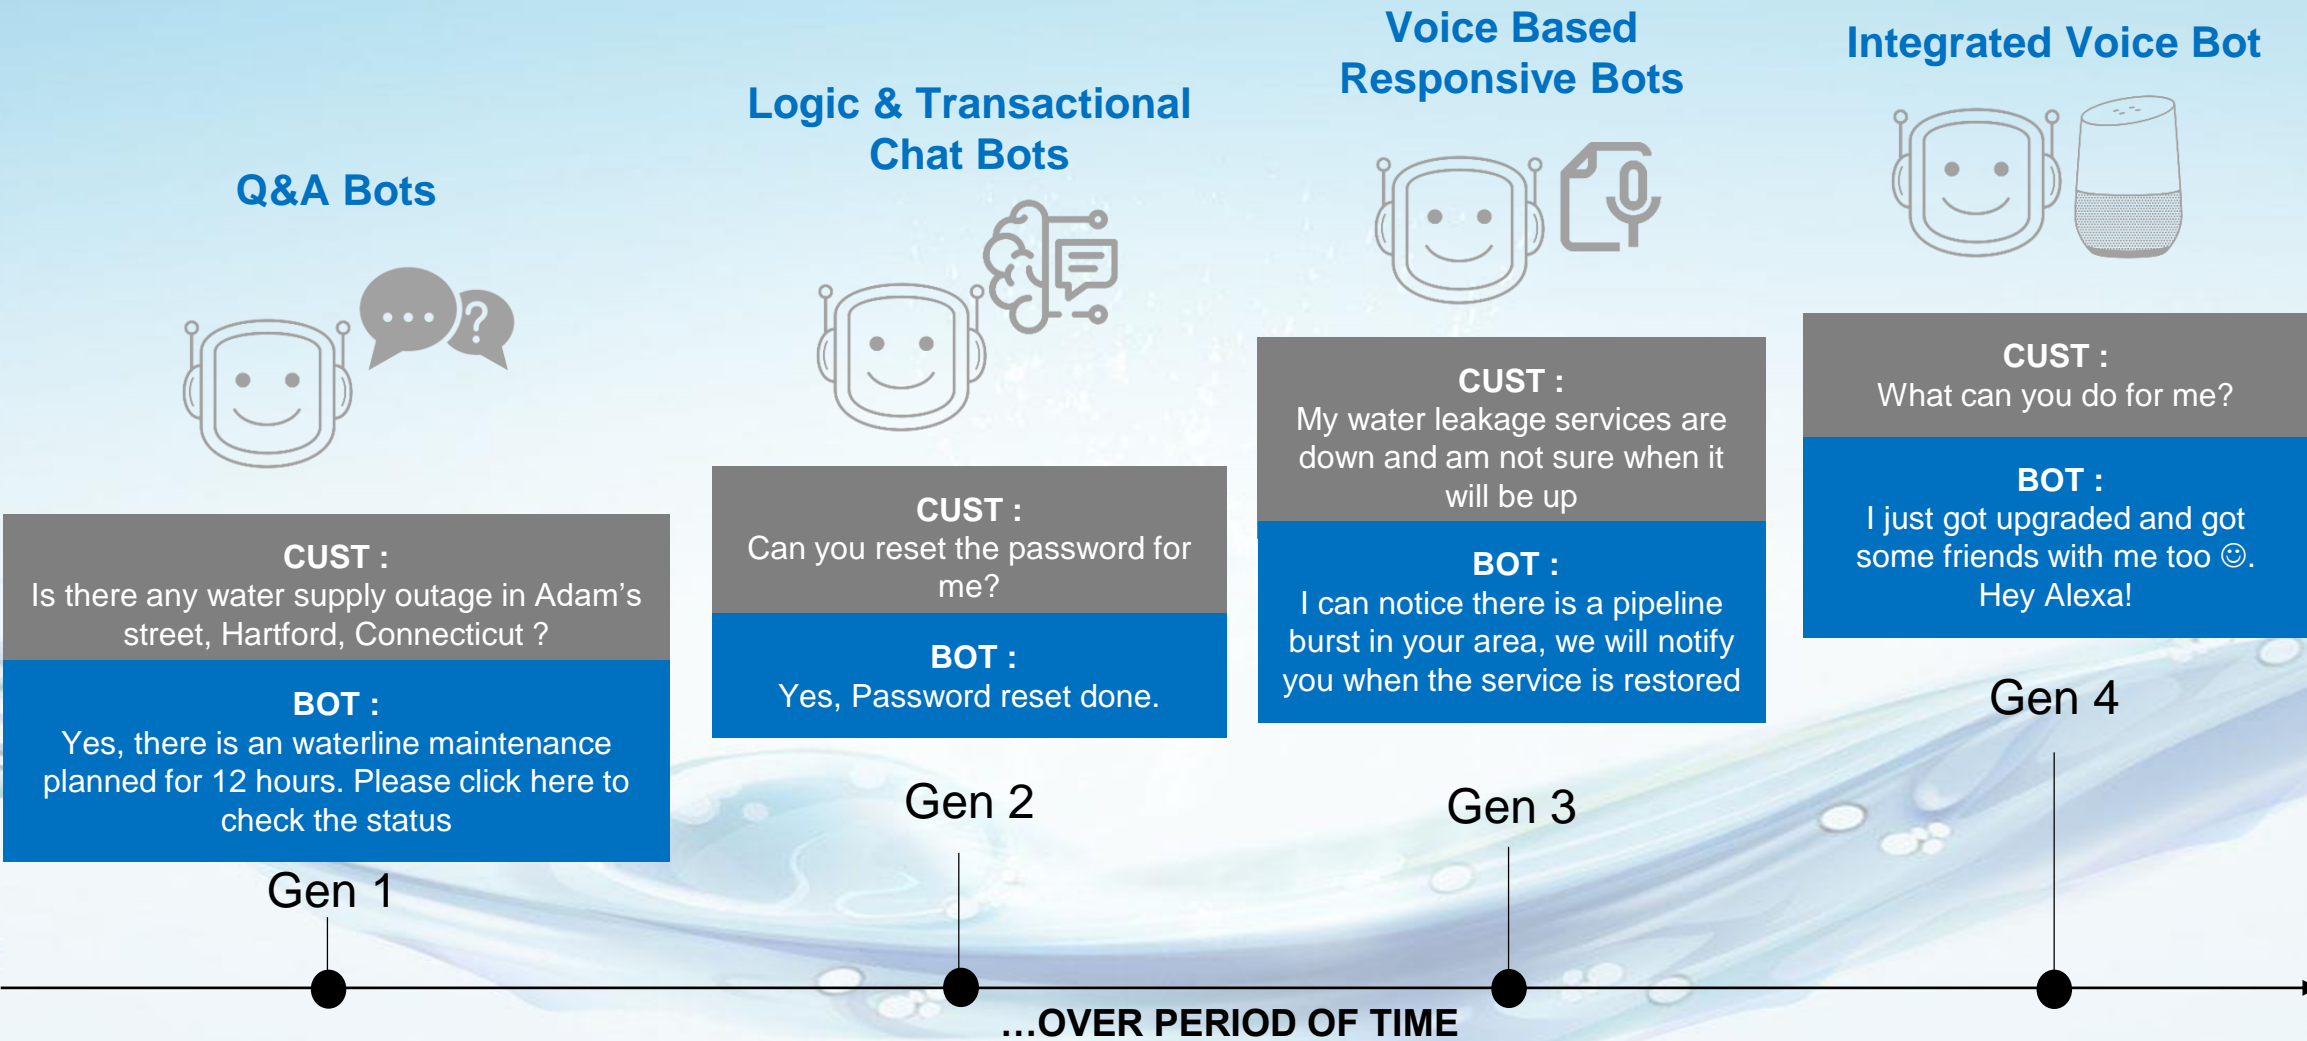 Q&A Bots
CUST :
Is there any water supply outage in Adam’s
street, Hartford, Connecticut ?
BOT :
Yes, there is an waterline maintenance
planned for 12 hours. Please click here to
check the status
Gen 1
Logic & Transactional
Chat Bots
CUST :
Can you reset the password for
me?
BOT :
Yes, Password reset done.
Gen 2
Voice Based
Responsive Bots
CUST :
My water leakage services are
down and am not sure when it
will be up
BOT :
I can notice there is a pipeline
burst in your area, we will notify
you when the service is restored
Gen 3
Integrated Voice Bot
CUST :
What can you do for me?
BOT :
I just got upgraded and got
some friends with me too ☺.
Hey Alexa!
Gen 4
…OVER PERIOD OF TIME